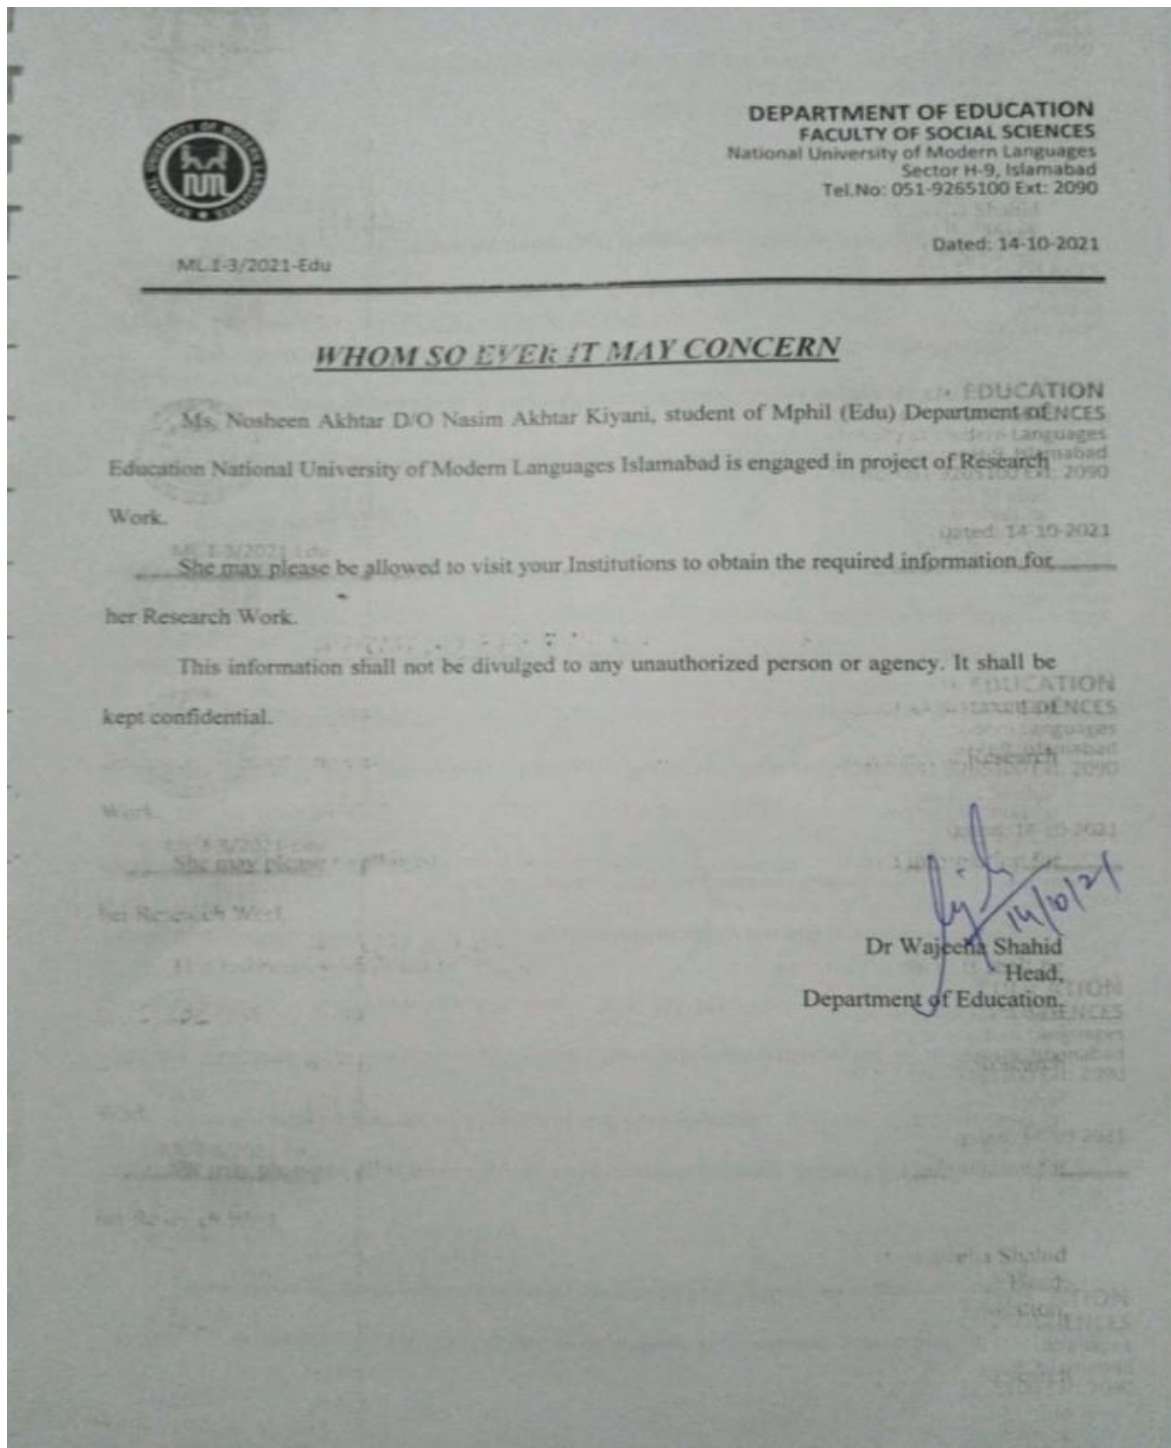 DEPARTMENT OF EDUCATION
FACULTY OF SOCIAL SCIENCES
National University of Modern Languages
Sector H-9, Islamabad
Tel.No: 051-9265100 Ext: 2090
Dated: 14-10-2021
ML.1-3/2021-Edu
WHOM SO EVER IT MAY CONCERN
Ms. Nosheen Akhtar D/O Nasim Akhtar Kiyani, student of Mphil (Edu) Department of
Education National University of Modern Languages Islamabad is engaged in project of Research
Work.
She may please be allowed to visit your Institutions to obtain the required information for
her Research Work.
This information shall not be divulged to any unauthorized person or agency. It shall be
kept confidential.
14/10/21
Dr Wajeeha Shahid
Head,
Department of Education.